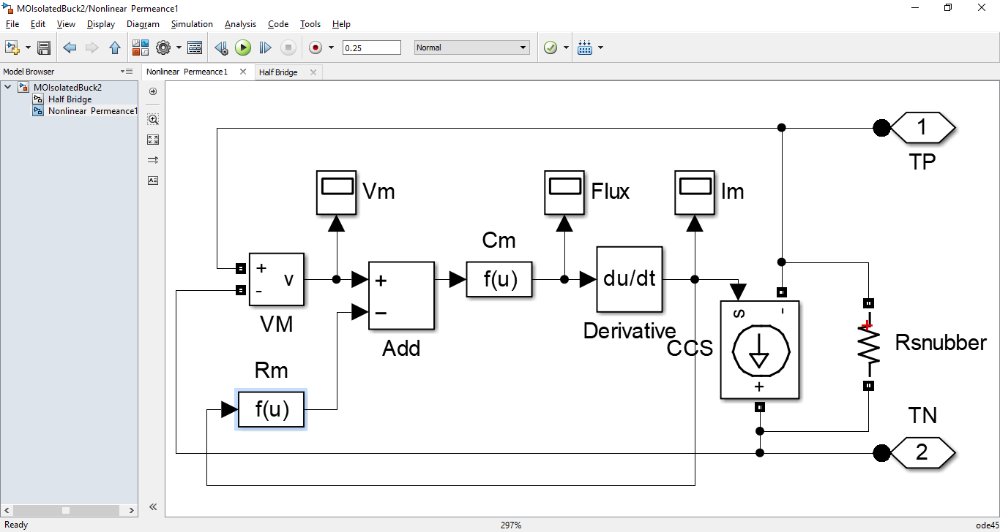 MOIsolatedBuck2/Nonlinear Permeance1
File Edit View Display Diagram Simulation Analysis Code Tools Help
0.25
Normal
Model Browser
Nonlinear Permeance1
Half Bridge
MOIsolatedBuck2
Half Bridge
Nonlinear Permeance1
1
TP
Vm
Flux
Im
Cm
+
-
v
VM
+
−
Add
f(u)
du/dt
Derivative
CCS
s
-
+
Rsnubber
Rm
f(u)
TN
2
Ready
297%
ode45